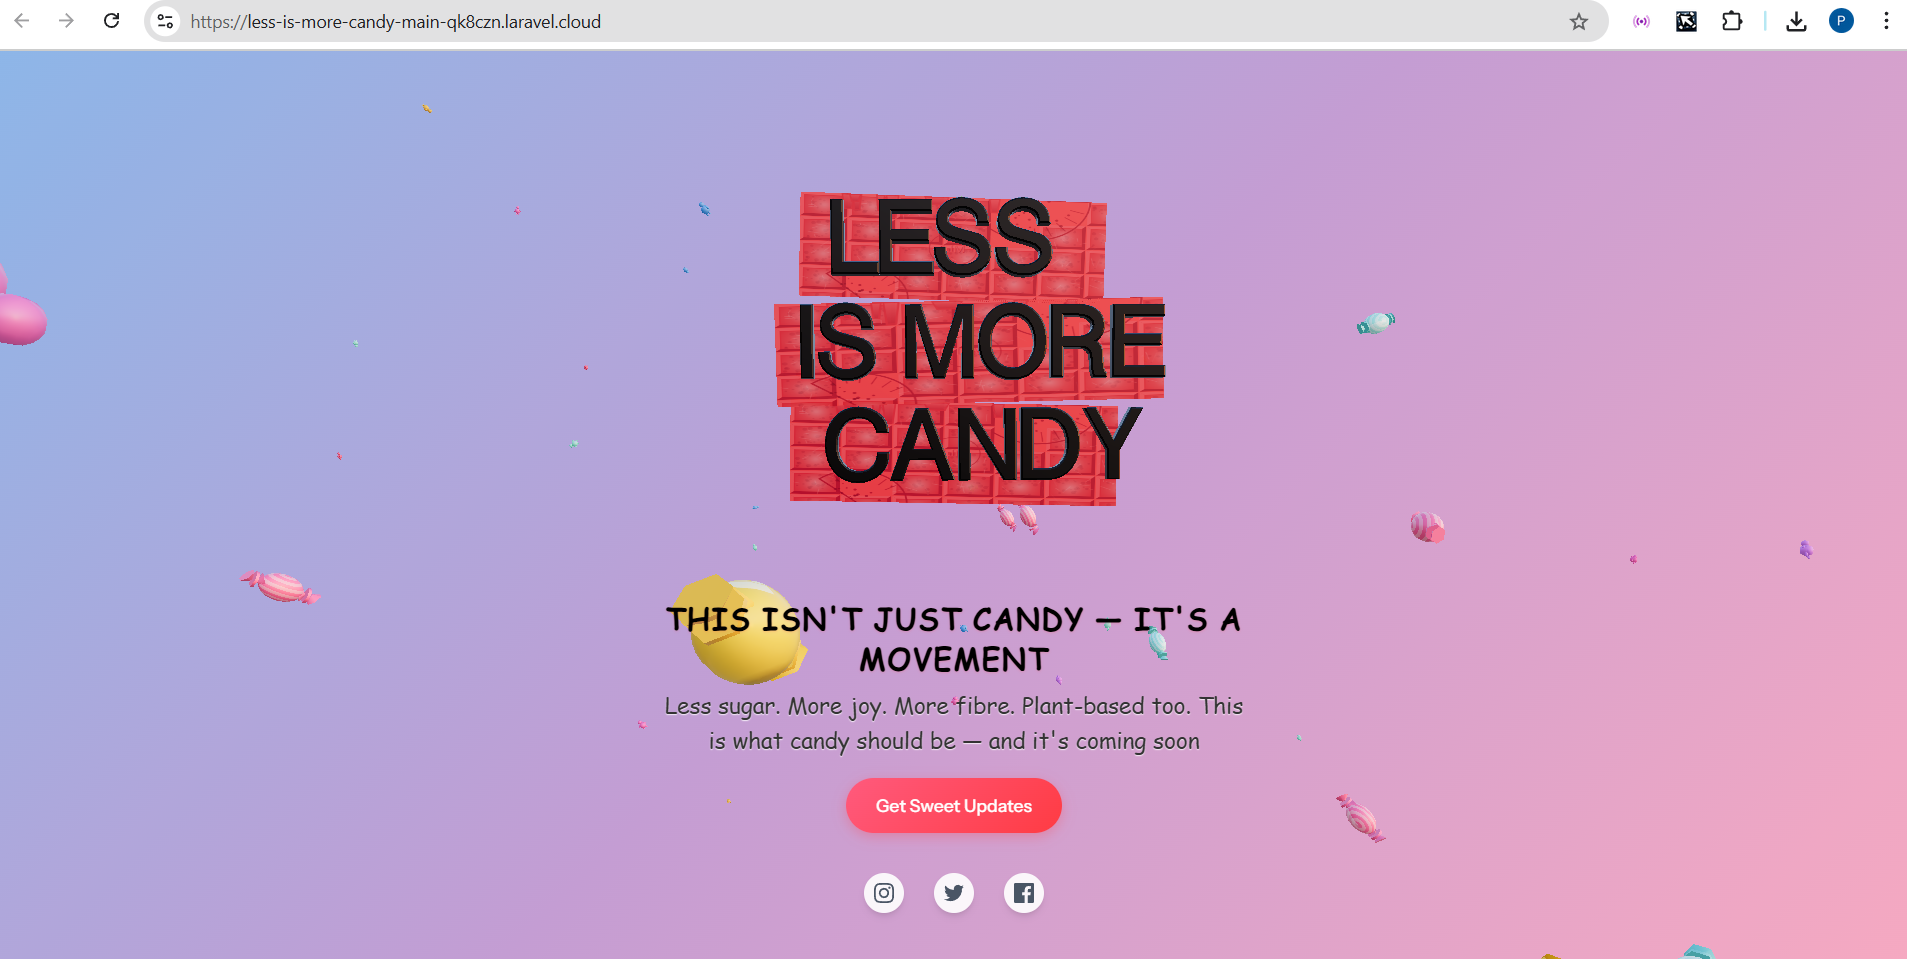 https://less-is-more-candy-main-qk8czn.laravel.cloud
P
LESS
IS MORE
CANDY
THIS ISN'T JUST CANDY — IT'S A
MOVEMENT
Less sugar. More joy. More fibre. Plant-based too. This
is what candy should be — and it's coming soon
Get Sweet Updates